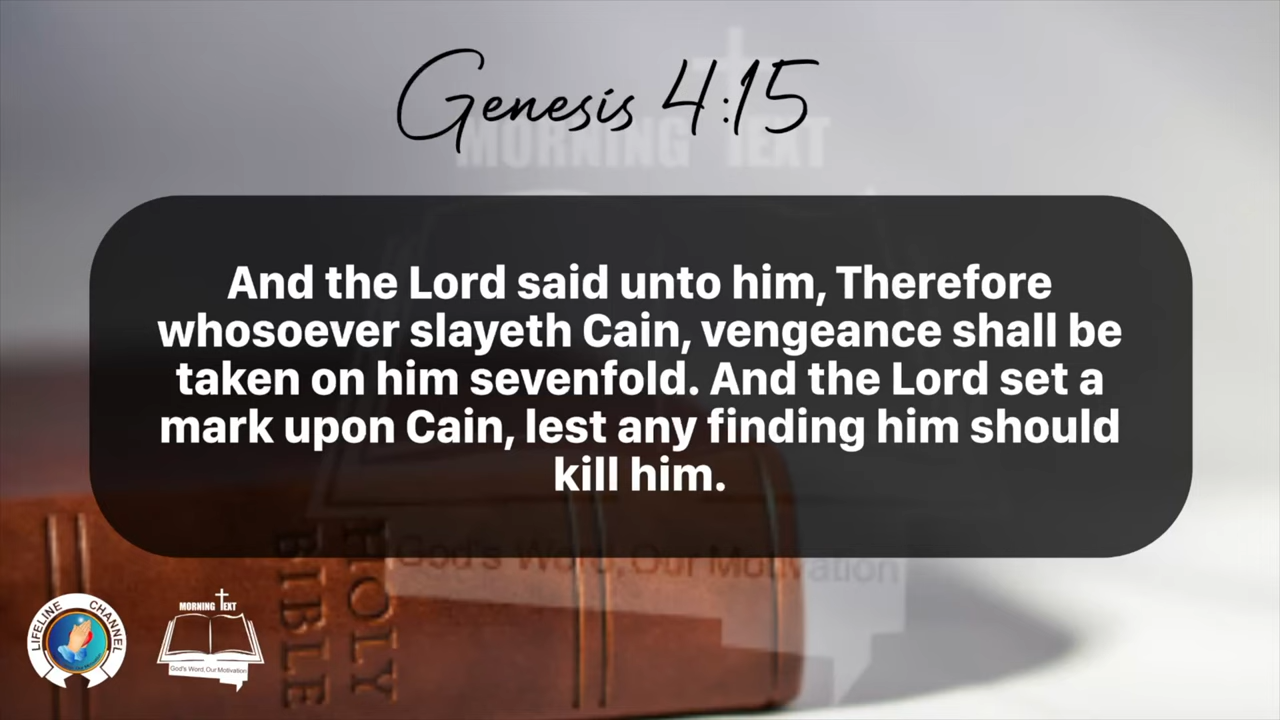 Genesis 4:15
MORNING TEXT
And the Lord said unto him, Therefore
whosoever slayeth Cain, vengeance shall be
taken on him sevenfold. And the Lord set a
mark upon Cain, lest any finding him should
kill him.
God's Word, Our Motivation
HOLY
BIBLE
LIFELINE CHANNEL
MORNING TEXT
God's Word, Our Motivation